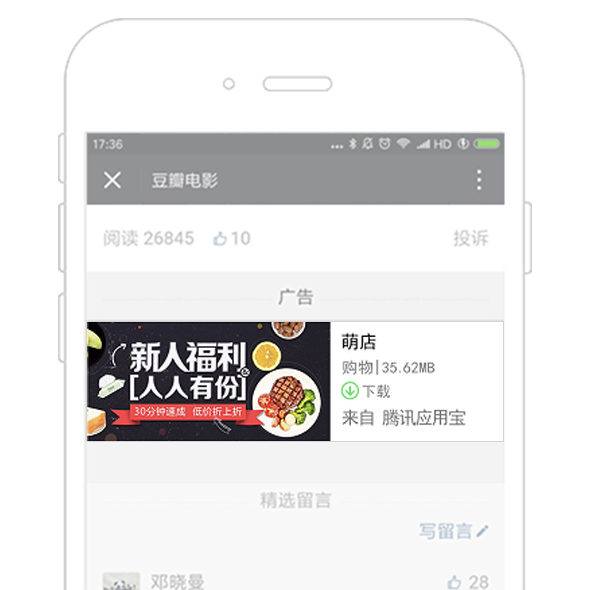 17:36 ... HD
豆瓣电影
阅读 26845 10 投诉
广告
新人福利&
[人人有份]
30分钟速成 低价折上折
萌店
购物|35.62MB
下载
来自 腾讯应用宝
精选留言
写留言
邓晓曼 28